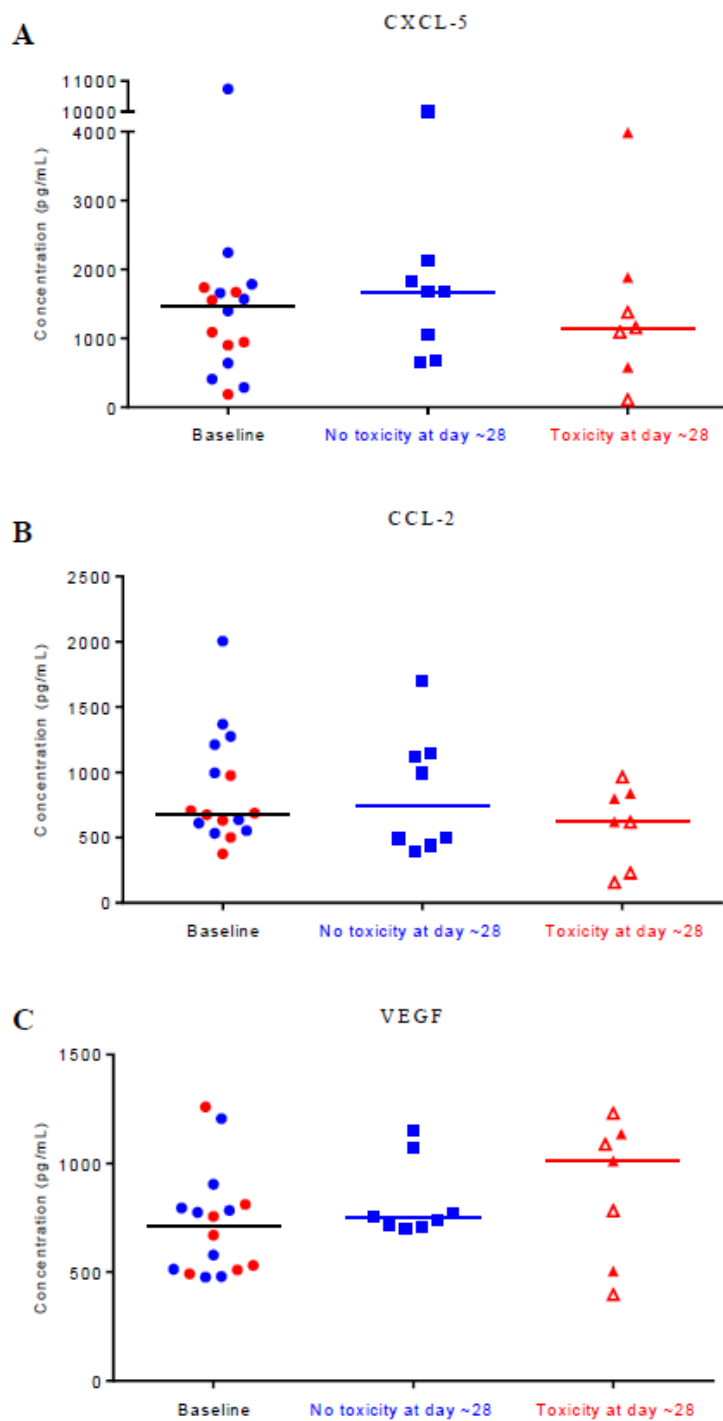 A
CXCL-5
Concentration (pg/mL)
11000
10000
4000
3000
2000
1000
0
Baseline
No toxicity at day ~28
Toxicity at day ~28
B
CCL-2
Concentration (pg/mL)
2500
2000
1500
1000
500
0
Baseline
No toxicity at day ~28
Toxicity at day ~28
C
VEGF
Concentration (pg/mL)
1500
1000
500
0
Baseline
No toxicity at day ~28
Toxicity at day ~28